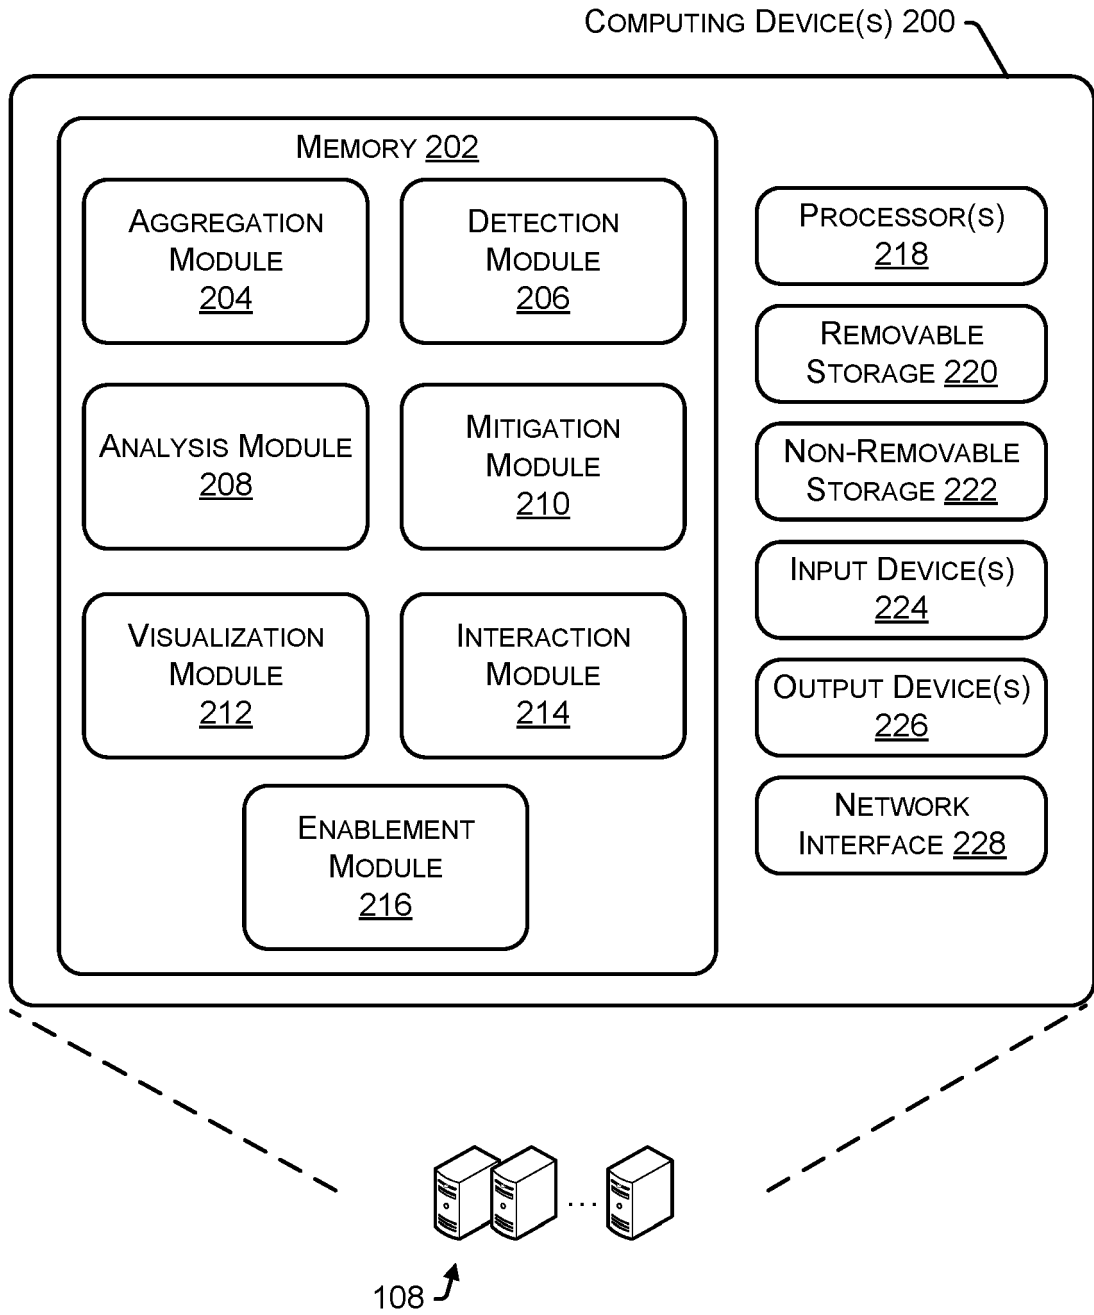 COMPUTING DEVICE(S) 200
MEMORY 202
AGGREGATION
MODULE
204
DETECTION
MODULE
206
ANALYSIS MODULE
208
MITIGATION
MODULE
210
VISUALIZATION
MODULE
212
INTERACTION
MODULE
214
ENABLEMENT
MODULE
216
PROCESSOR(S)
218
REMOVABLE
STORAGE 220
NON-REMOVABLE
STORAGE 222
INPUT DEVICE(S)
224
OUTPUT DEVICE(S)
226
NETWORK
INTERFACE 228
...
108